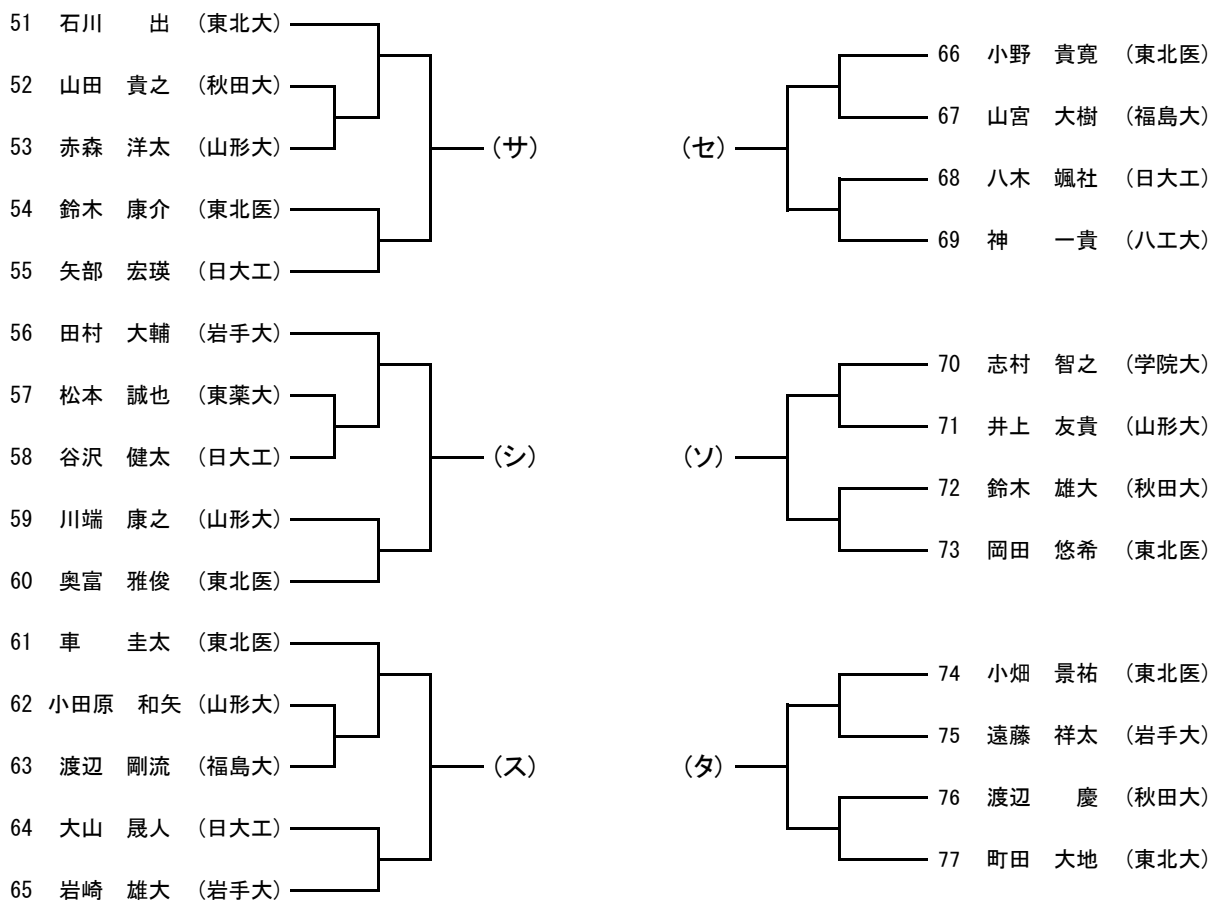 51 石川 出 （東北大）
52 山田 貴之 （秋田大）
53 赤森 洋太 （山形大）
（サ）
54 鈴木 康介 （東北医）
55 矢部 宏瑛 （日大工）
56 田村 大輔 （岩手大）
57 松本 誠也 （東薬大）
58 谷沢 健太 （日大工）
（シ）
59 川端 康之 （山形大）
60 奥富 雅俊 （東北医）
61 車 圭太 （東北医）
62 小田原 和矢 （山形大）
63 渡辺 剛流 （福島大）
（ス）
64 大山 晟人 （日大工）
65 岩崎 雄大 （岩手大）
66 小野 貴寛 （東北医）
67 山宮 大樹 （福島大）
（セ）
68 八木 颯社 （日大工）
69 神 一貴 （八工大）
70 志村 智之 （学院大）
71 井上 友貴 （山形大）
（ソ）
72 鈴木 雄大 （秋田大）
73 岡田 悠希 （東北医）
74 小畑 景祐 （東北医）
75 遠藤 祥太 （岩手大）
（タ）
76 渡辺 慶 （秋田大）
77 町田 大地 （東北大）